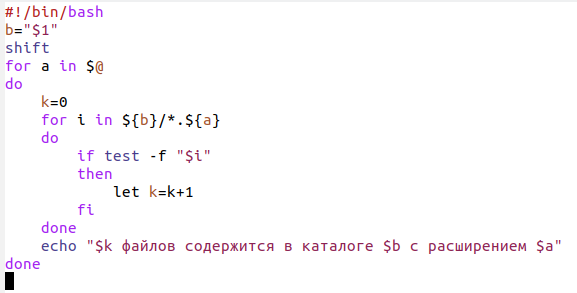 #!/bin/bash
b="$1"
shift
for a in $@
do
    k=0
    for i in ${b}/*.${a}
    do
        if test -f "$i"
        then
            let k=k+1
        fi
    done
    echo "$k файлов содержится в каталоге $b с расширением $a"
done